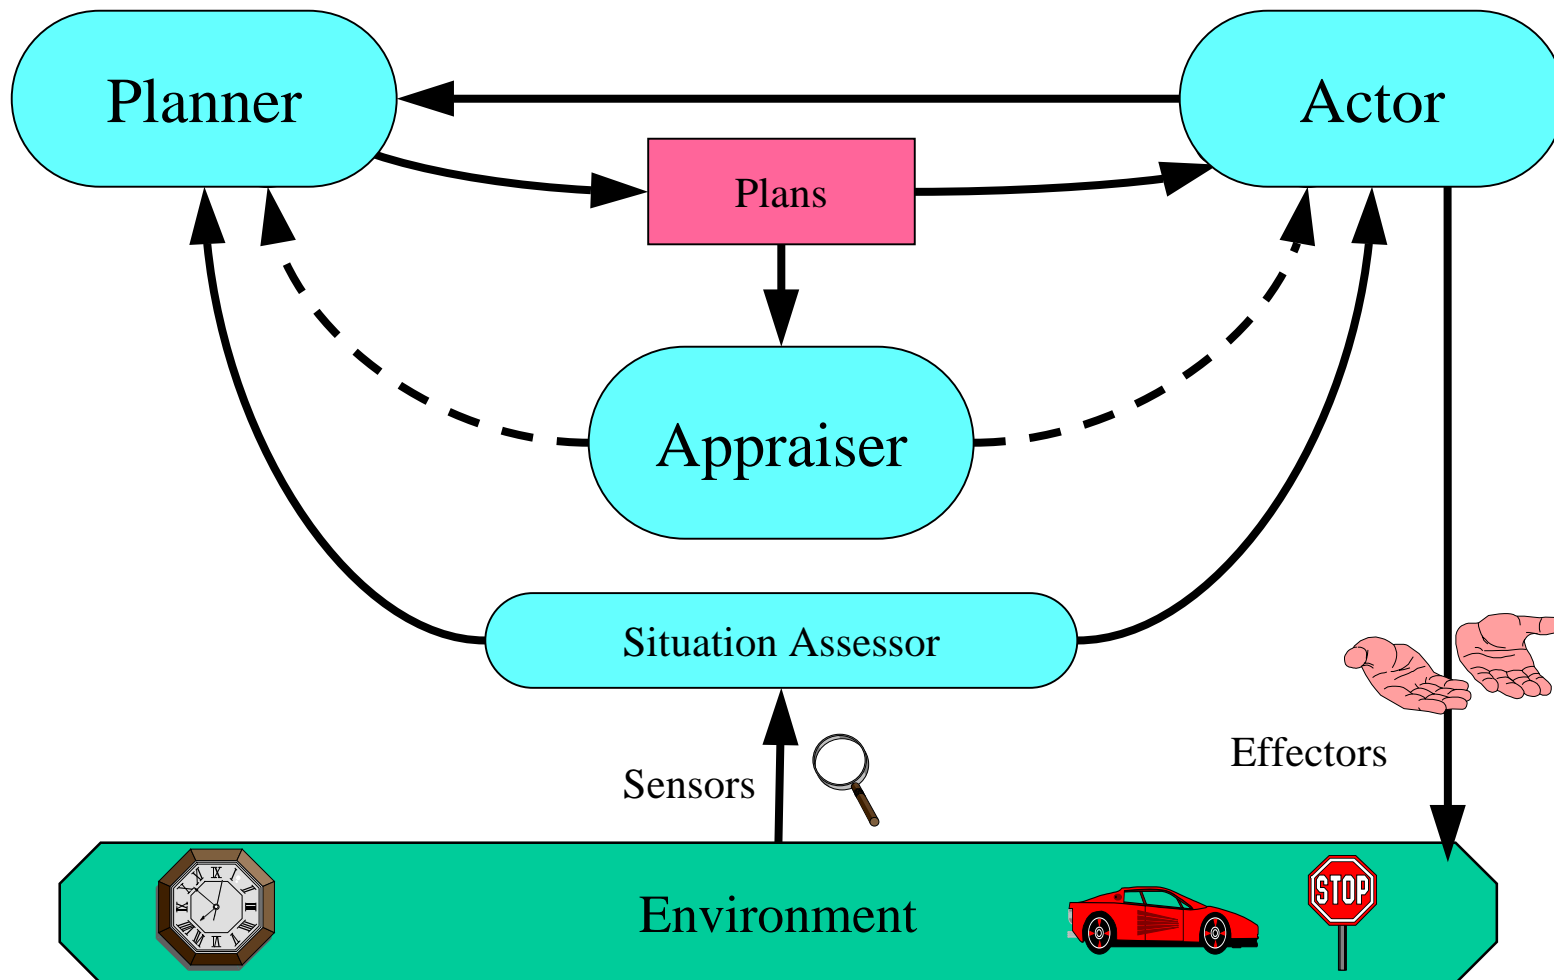 Planner
Actor
Plans
Appraiser
Situation Assessor
Sensors
Effectors
Environment
STOP